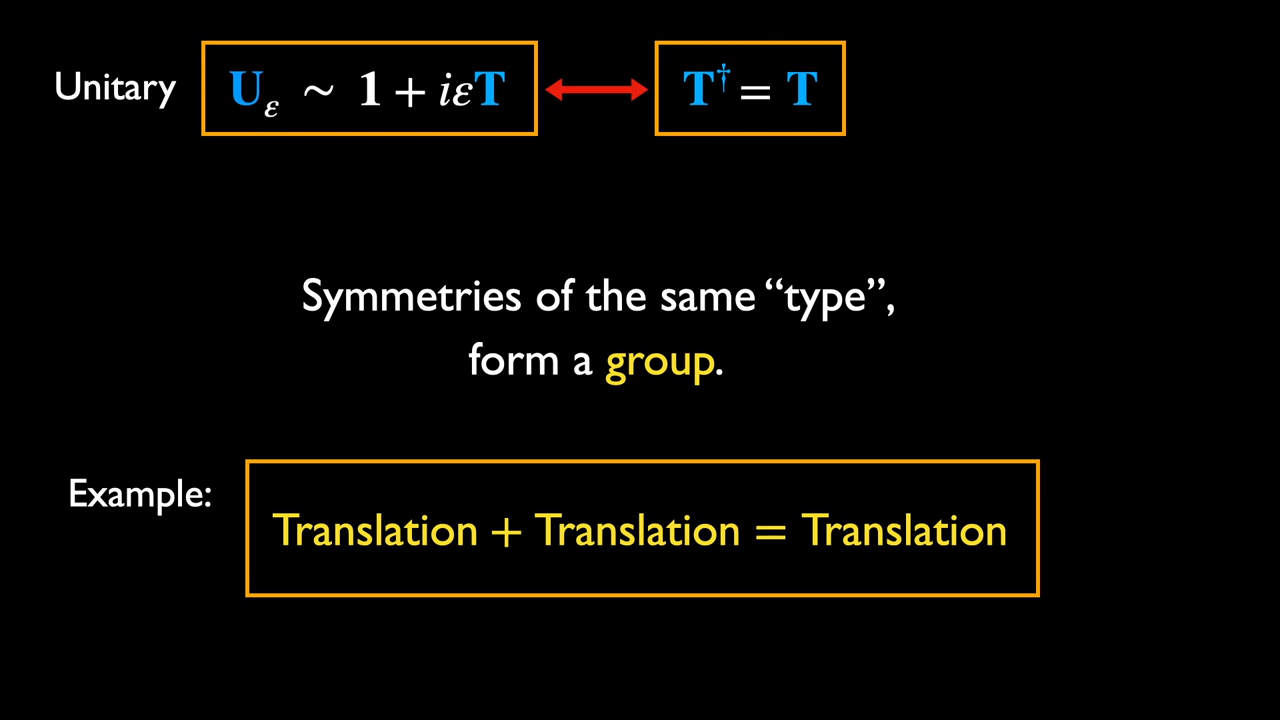 Unitary U_ε ~ 1 + iεT T† = T
Symmetries of the same “type”,
form a group.
Example:
Translation + Translation = Translation